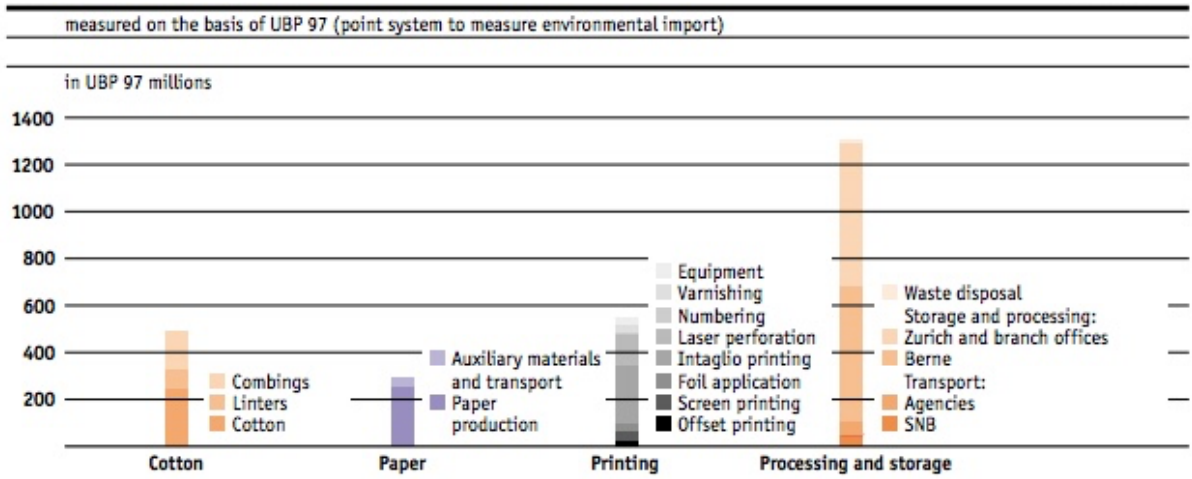 measured on the basis of UBP 97 (point system to measure environmental import)
in UBP 97 millions
1400
1200
1000
800
600
400
200
Combings
Linters
Cotton
Auxiliary materials
and transport
Paper
production
Equipment
Varnishing
Numbering
Laser perforation
Intaglio printing
Foil application
Screen printing
Offset printing
Waste disposal
Storage and processing:
Zurich and branch offices
Berne
Transport:
Agencies
SNB
Cotton
Paper
Printing
Processing and storage